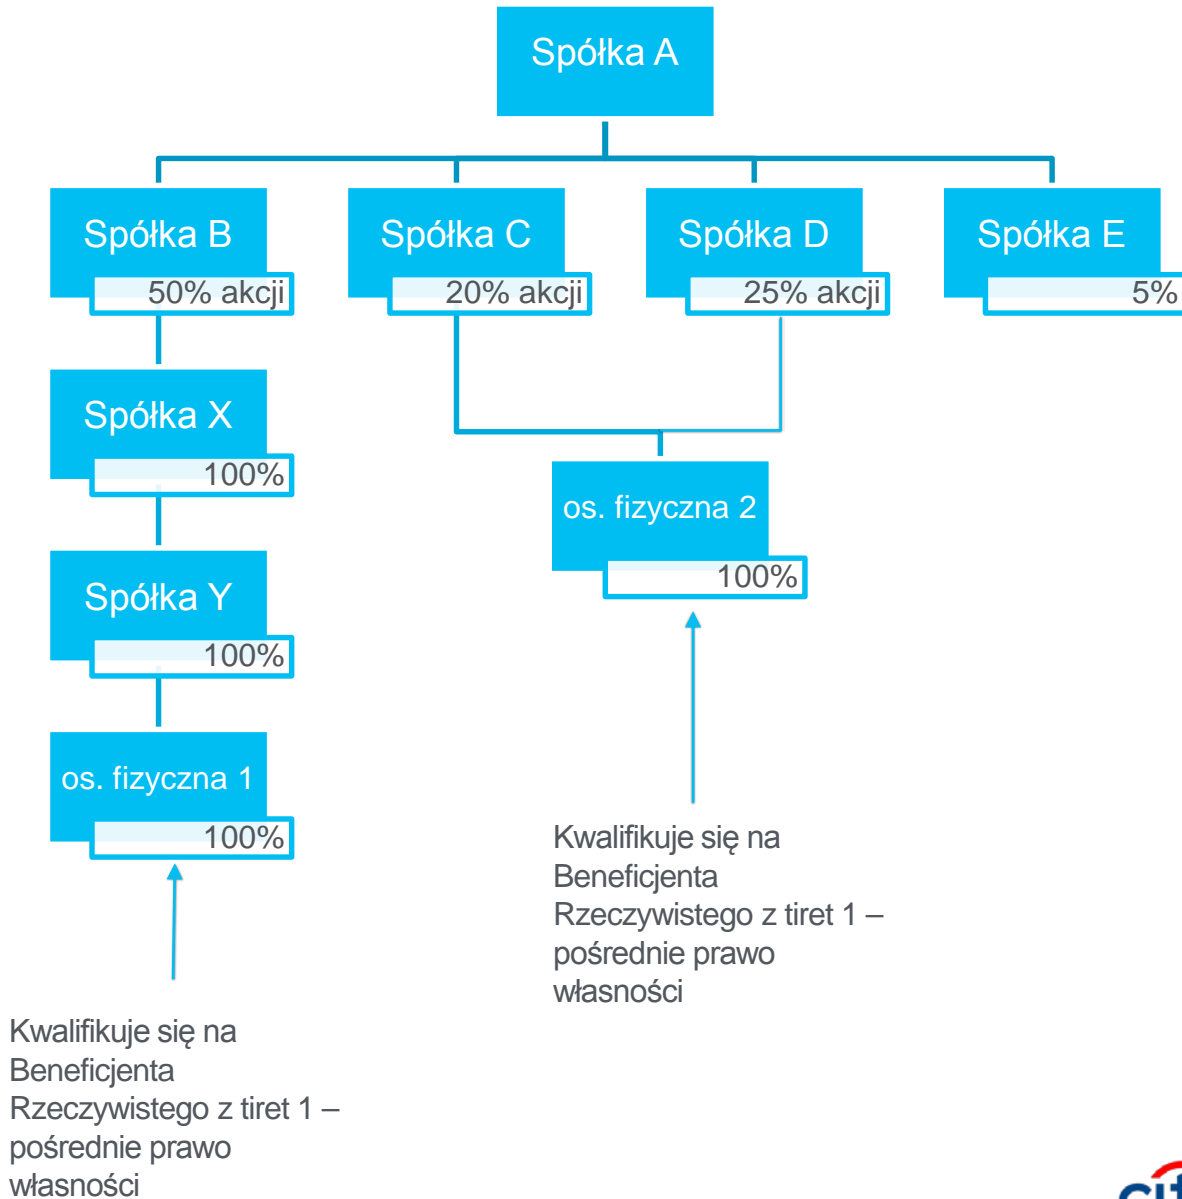 Spółka A
Spółka B
50% akcji
Spółka C
20% akcji
Spółka D
25% akcji
Spółka E
5%
Spółka X
100%
Spółka Y
100%
os. fizyczna 1
100%
os. fizyczna 2
100%
Kwalifikuje się na
Beneficjenta
Rzeczywistego z tiret 1 –
pośrednie prawo
własności
Kwalifikuje się na
Beneficjenta
Rzeczywistego z tiret 1 –
pośrednie prawo
własności